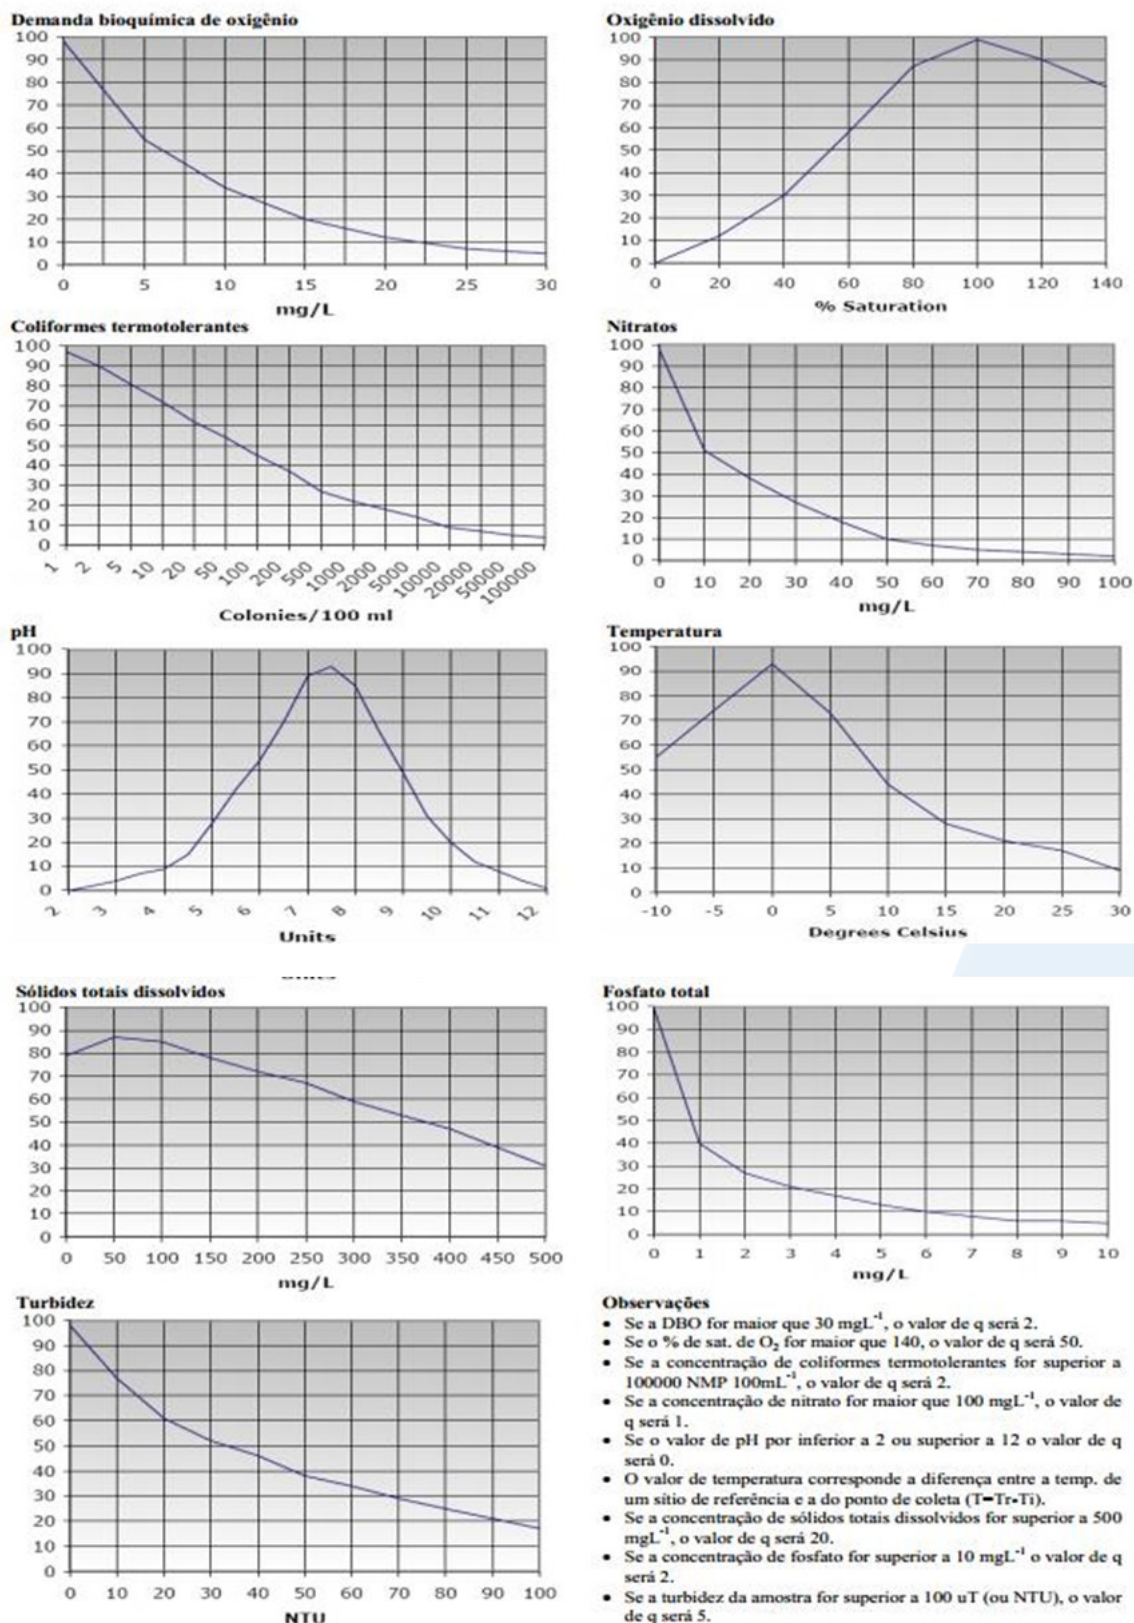 Demanda bioquímica de oxigênio
100
90
80
70
60
50
40
30
20
10
0
0 5 10 15 20 25 30
mg/L
Oxigênio dissolvido
100
90
80
70
60
50
40
30
20
10
0
0 20 40 60 80 100 120 140
% Saturation
Coliformes termotolerantes
100
90
80
70
60
50
40
30
20
10
0
1 2 5 10 20 50 100 200 500 1000 2000 5000 10000 20000 50000 100000
Colonies/100 ml
Nitratos
100
90
80
70
60
50
40
30
20
10
0
0 10 20 30 40 50 60 70 80 90 100
mg/L
pH
100
90
80
70
60
50
40
30
20
10
0
2 3 4 5 6 7 8 9 10 11 12
Units
Temperatura
100
90
80
70
60
50
40
30
20
10
0
-10 -5 0 5 10 15 20 25 30
Degrees Celsius
Sólidos totais dissolvidos
100
90
80
70
60
50
40
30
20
10
0
0 50 100 150 200 250 300 350 400 450 500
mg/L
Fosfato total
100
90
80
70
60
50
40
30
20
10
0
0 1 2 3 4 5 6 7 8 9 10
mg/L
Turbidez
100
90
80
70
60
50
40
30
20
10
0
0 10 20 30 40 50 60 70 80 90 100
NTU
Observações
• Se a DBO for maior que 30 mgL⁻¹, o valor de q será 2.
• Se o % de sat. de O₂ for maior que 140, o valor de q será 50.
• Se a concentração de coliformes termotolerantes for superior a
100000 NMP 100mL⁻¹, o valor de q será 2.
• Se a concentração de nitrato for maior que 100 mgL⁻¹, o valor de
q será 1.
• Se o valor de pH por inferior a 2 ou superior a 12 o valor de q
será 0.
• O valor de temperatura corresponde a diferença entre a temp. de
um sítio de referência e a do ponto de coleta (T=Tr-Ti).
• Se a concentração de sólidos totais dissolvidos for superior a 500
mgL⁻¹, o valor de q será 20.
• Se a concentração de fosfato for superior a 10 mgL⁻¹ o valor de q
será 2.
• Se a turbidez da amostra for superior a 100 uT (ou NTU), o valor
de q será 5.